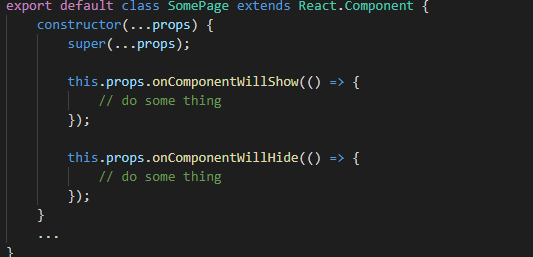 export default class SomePage extends React.Component {
    constructor(...props) {
        super(...props);

        this.props.onComponentWillShow(() => {
            // do some thing
        });

        this.props.onComponentWillHide(() => {
            // do some thing
        });
    }
    ...
}